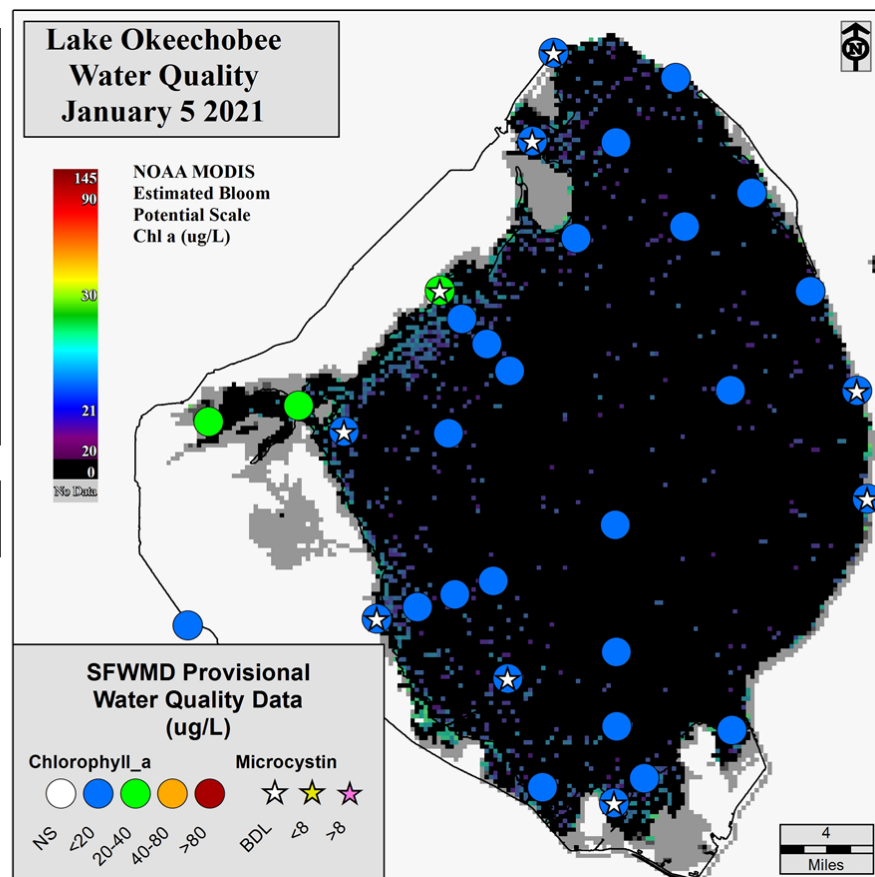 Lake Okeechobee
Water Quality
January 5 2021
N
145
90
30
21
20
0
No Data
NOAA MODIS
Estimated Bloom
Potential Scale
Chl a (ug/L)
SFWMD Provisional
Water Quality Data
(ug/L)
Chlorophyll_a
Microcystin
NS
<20
20-40
40-80
>80
BDL
<8
>8
4
Miles